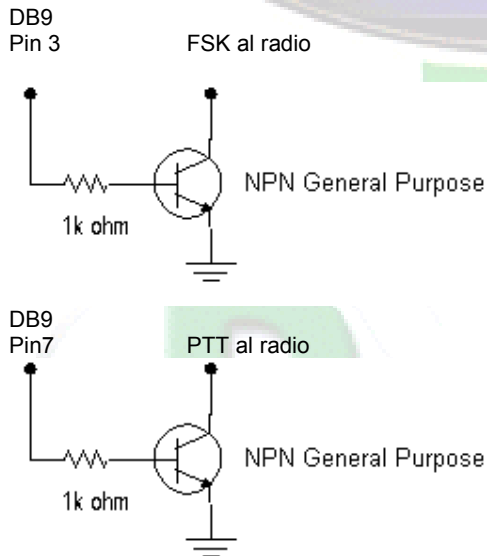 DB9
Pin 3 FSK al radio
NPN General Purpose
1k ohm
DB9
Pin7 PTT al radio
NPN General Purpose
1k ohm